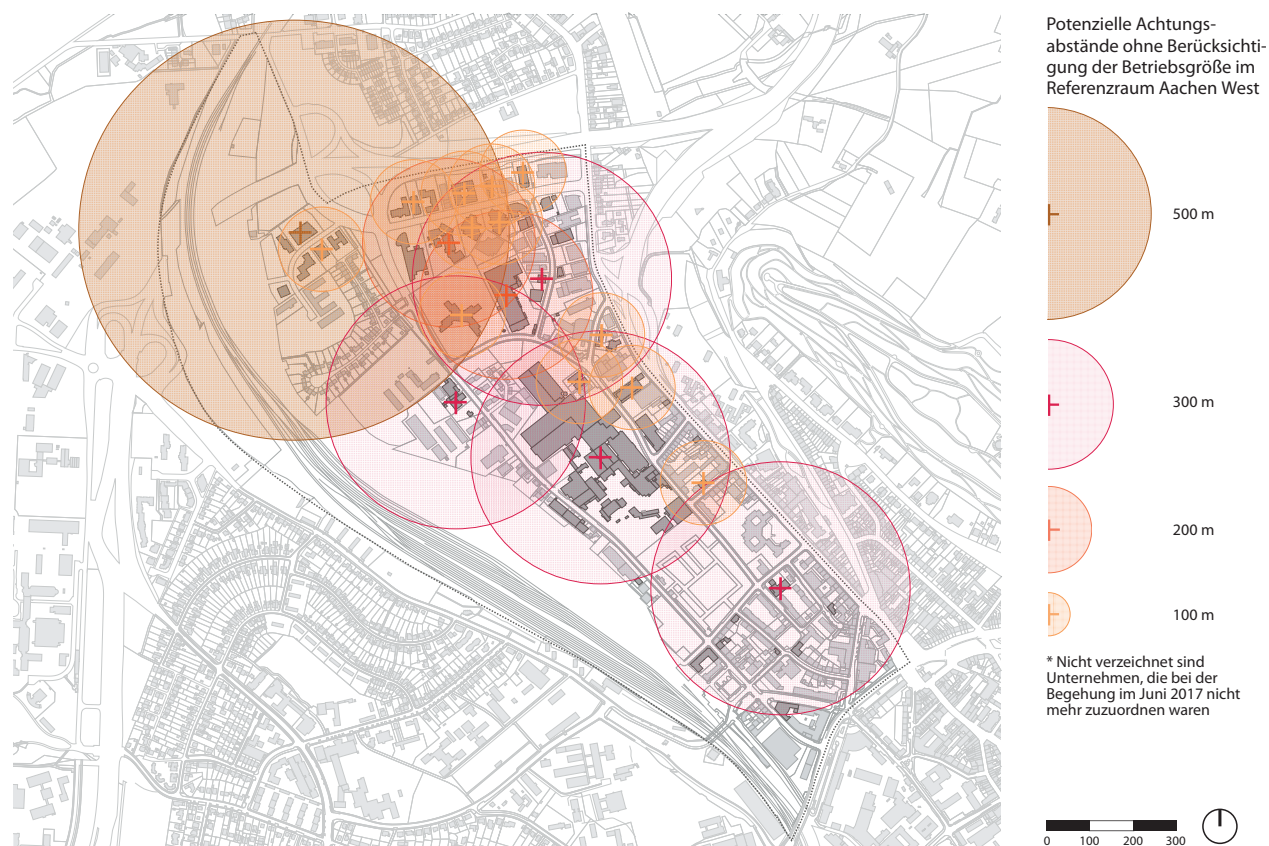 Potenzielle Achtungs-
abstände ohne Berücksichti-
gung der Betriebsgröße im
Referenzraum Aachen West
500 m
300 m
200 m
100 m
* Nicht verzeichnet sind
Unternehmen, die bei der
Begehung im Juni 2017 nicht
mehr zuzuordnen waren
0 100 200 300